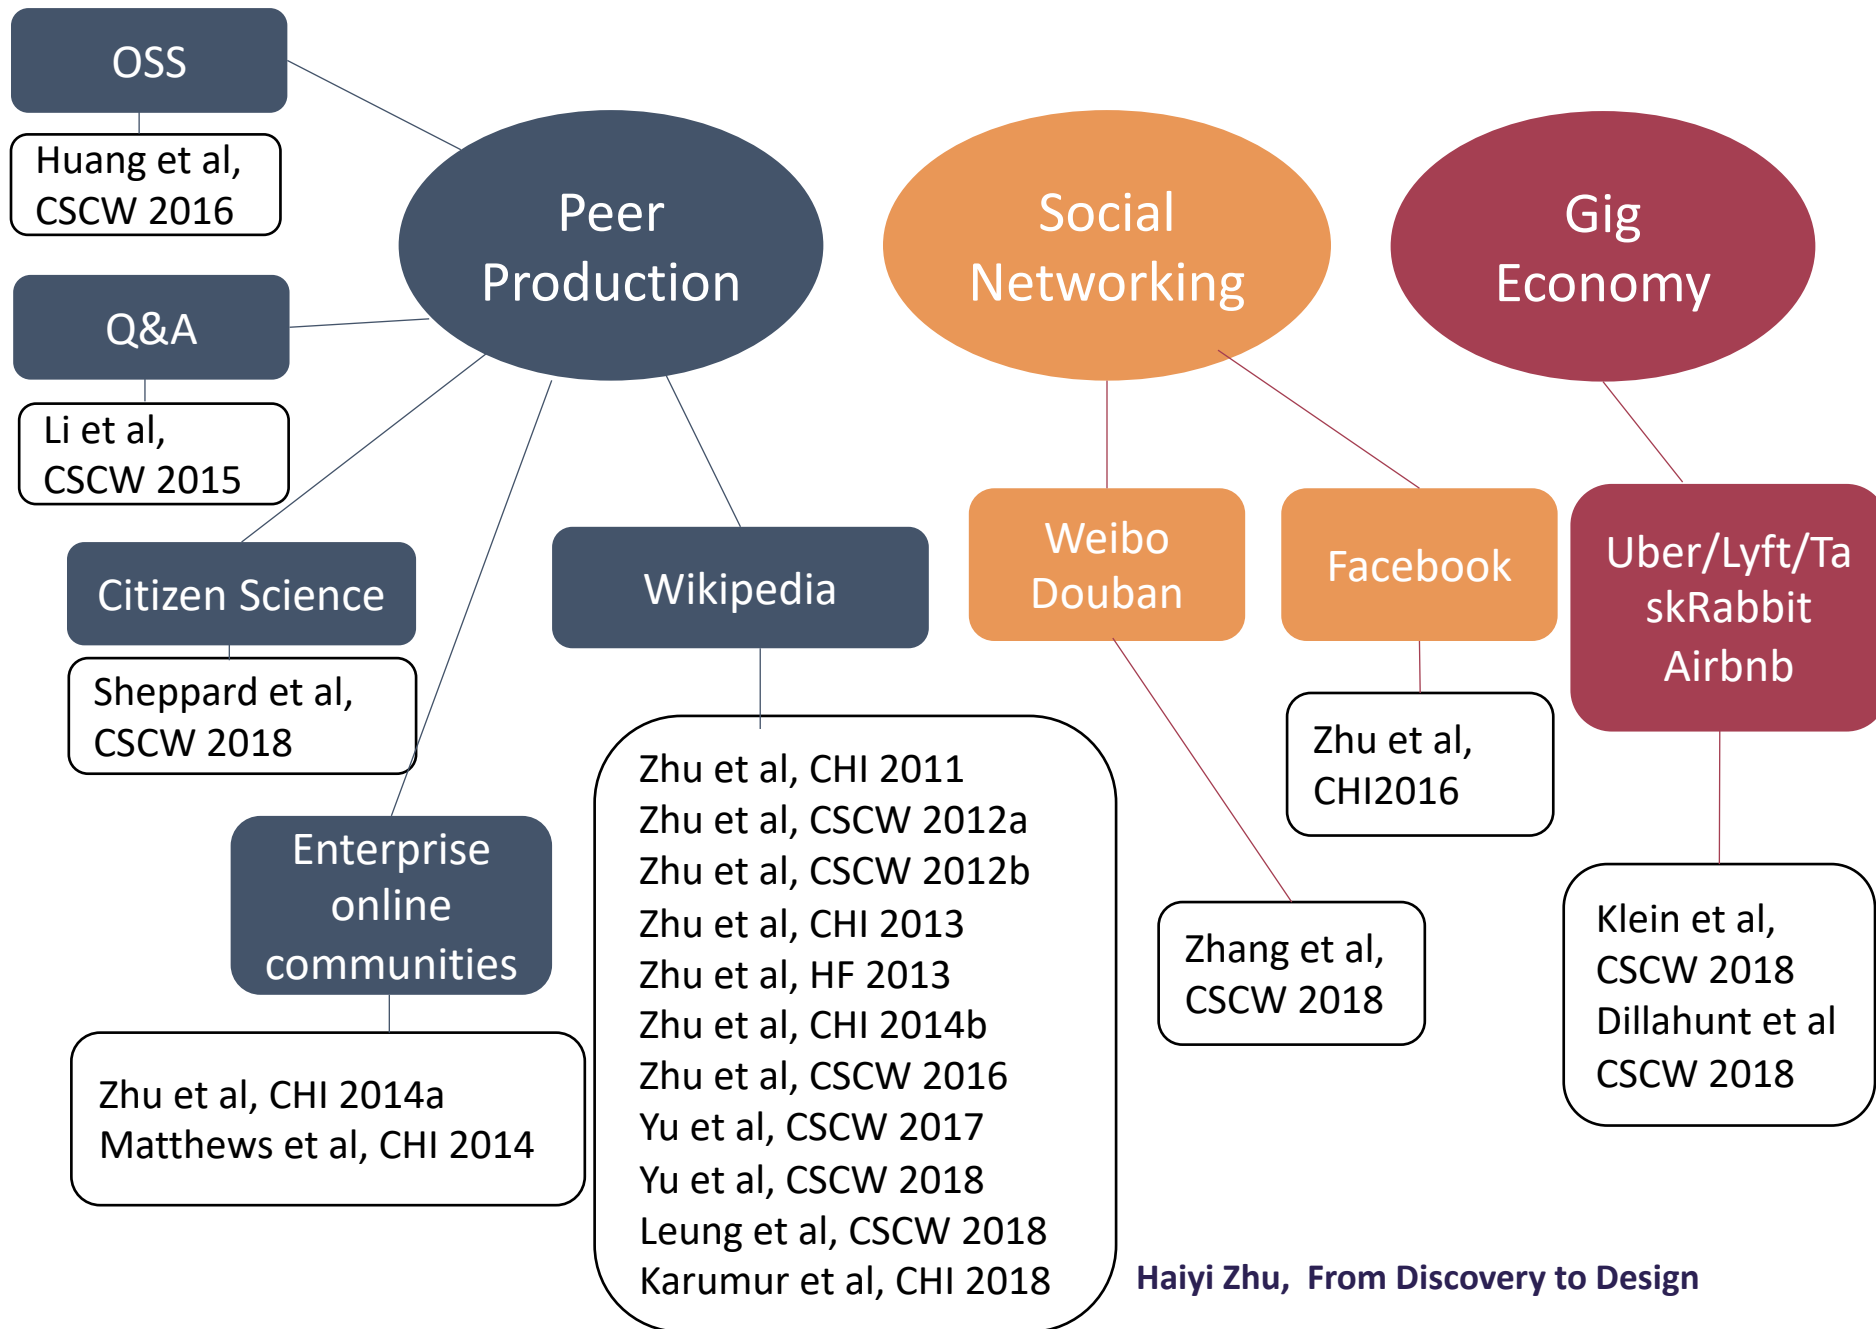 OSS
Huang et al,
CSCW 2016
Q&A
Li et al,
CSCW 2015
Peer
Production
Social
Networking
Gig
Economy
Citizen Science
Sheppard et al,
CSCW 2018
Wikipedia
Weibo
Douban
Facebook
Uber/Lyft/Ta
skRabbit
Airbnb
Enterprise
online
communities
Zhu et al, CHI 2014a
Matthews et al, CHI 2014
Zhu et al, CHI 2011
Zhu et al, CSCW 2012a
Zhu et al, CSCW 2012b
Zhu et al, CHI 2013
Zhu et al, HF 2013
Zhu et al, CHI 2014b
Zhu et al, CSCW 2016
Yu et al, CSCW 2017
Yu et al, CSCW 2018
Leung et al, CSCW 2018
Karumur et al, CHI 2018
Zhang et al,
CSCW 2018
Zhu et al,
CHI2016
Klein et al,
CSCW 2018
Dillahunt et al
CSCW 2018
Haiyi Zhu, From Discovery to Design